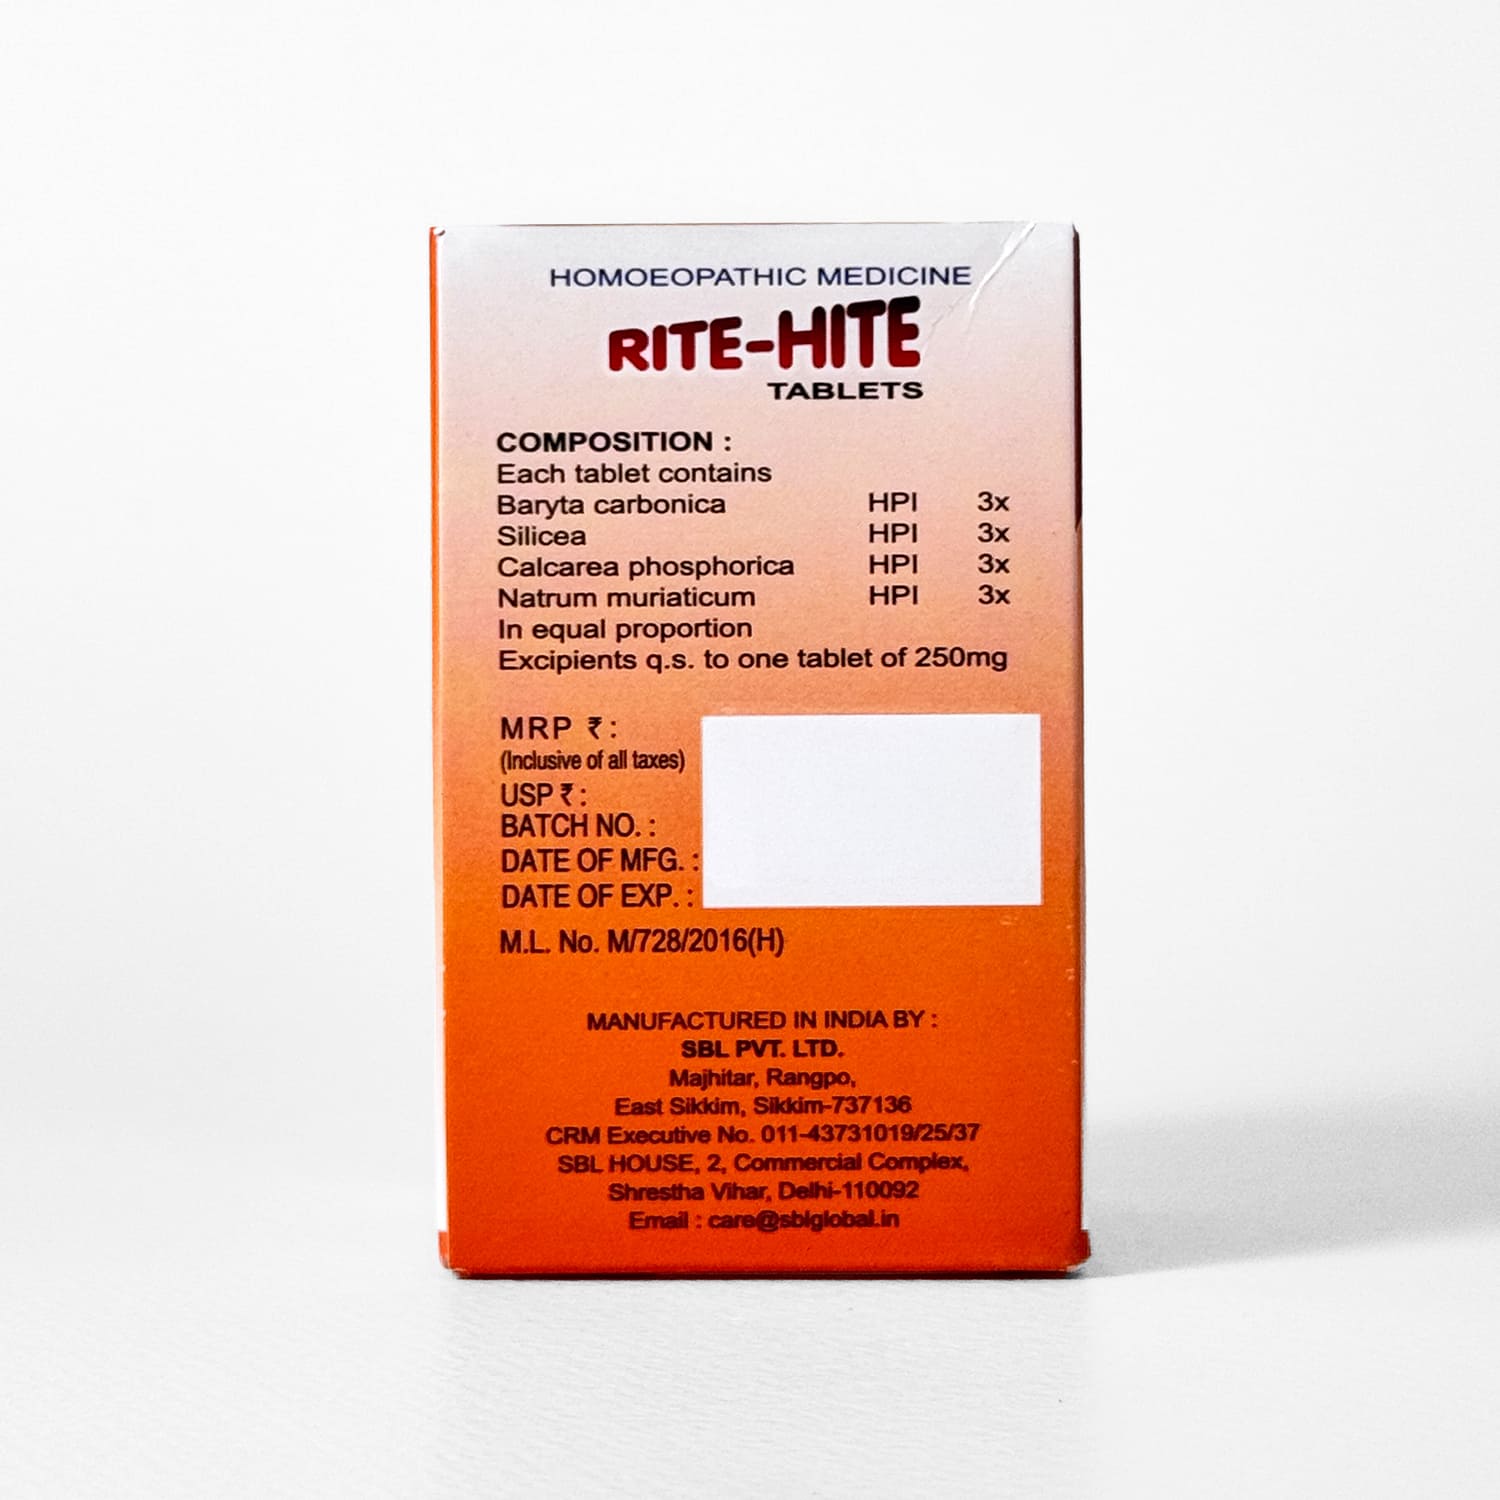 HOMOEOPATHIC MEDICINE
RITE-HITE
TABLETS
COMPOSITION :
Each tablet contains
Baryta carbonica HPI 3x
Silicea HPI 3x
Calcarea phosphorica HPI 3x
Natrum muriaticum HPI 3x
In equal proportion
Excipients q.s. to one tablet of 250mg
MRP ₹ :
(Inclusive of all taxes)
USP ₹ :
BATCH NO. :
DATE OF MFG. :
DATE OF EXP. :
M.L. No. M/728/2016(H)
MANUFACTURED IN INDIA BY :
SBL PVT. LTD.
Majhitar, Rangpo,
East Sikkim, Sikkim-737136
CRM Executive No. 011-43731019/25/37
SBL HOUSE, 2, Commercial Complex,
Shrestha Vihar, Delhi-110092
Email : care@sblglobal.in